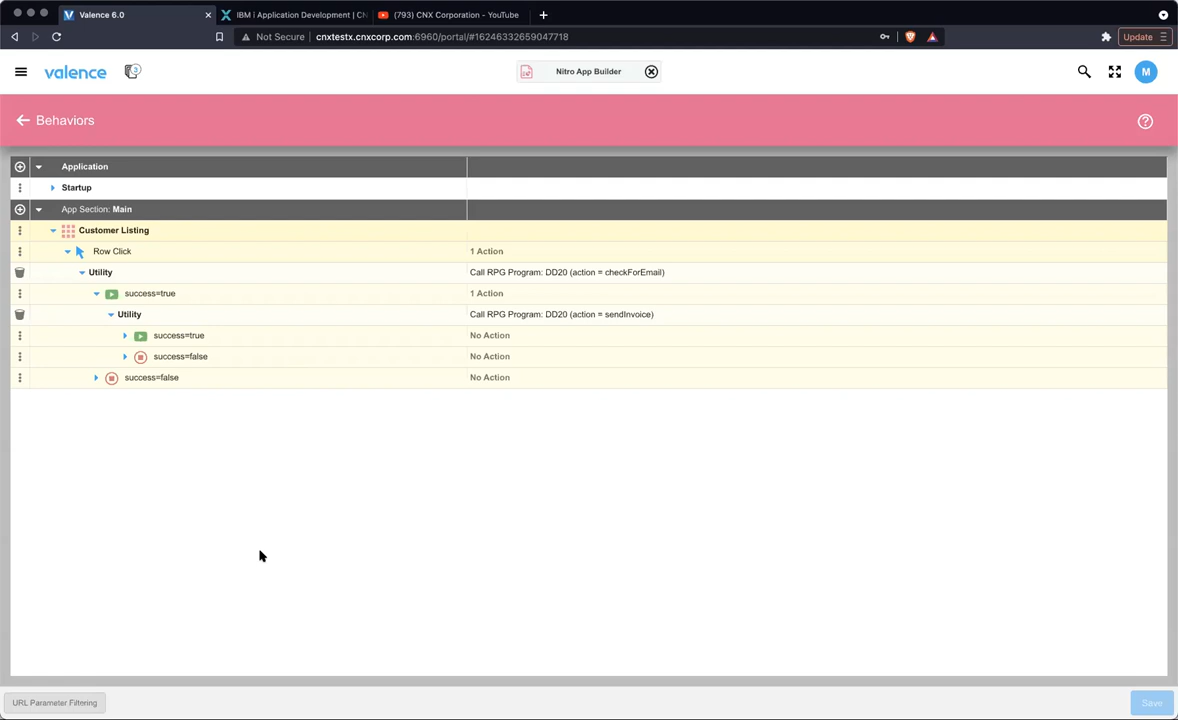 Valence 6.0
IBM i Application Development | CN
(793) CNX Corporation - YouTube
Not Secure
cnxtestx.cnxcorp.com:6960/portal/#16246332659047718
Update
valence
3
Nitro App Builder
M
Behaviors
Application
Startup
App Section: Main
Customer Listing
Row Click 1 Action
Utility Call RPG Program: DD20 (action = checkForEmail)
success=true 1 Action
Utility Call RPG Program: DD20 (action = sendInvoice)
success=true No Action
success=false No Action
success=false No Action
URL Parameter Filtering
Save